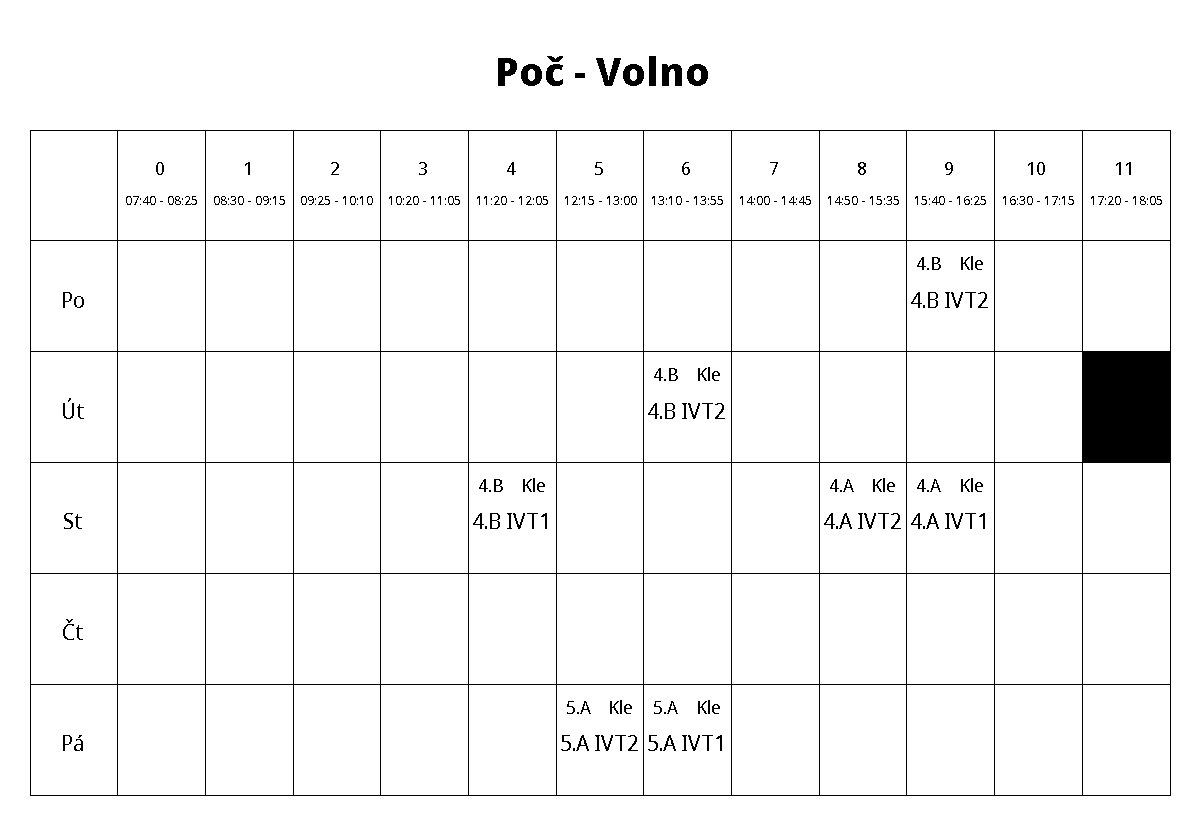 Poč - Volno
0 1 2 3 4 5 6 7 8 9 10 11
07:40 - 08:25 08:30 - 09:15 09:25 - 10:10 10:20 - 11:05 11:20 - 12:05 12:15 - 13:00 13:10 - 13:55 14:00 - 14:45 14:50 - 15:35 15:40 - 16:25 16:30 - 17:15 17:20 - 18:05
4.B Kle
Po 4.B IVT2
4.B Kle
Út 4.B IVT2
4.B Kle 4.A Kle 4.A Kle
St 4.B IVT1 4.A IVT2 4.A IVT1
Čt
5.A Kle 5.A Kle
Pá 5.A IVT2 5.A IVT1